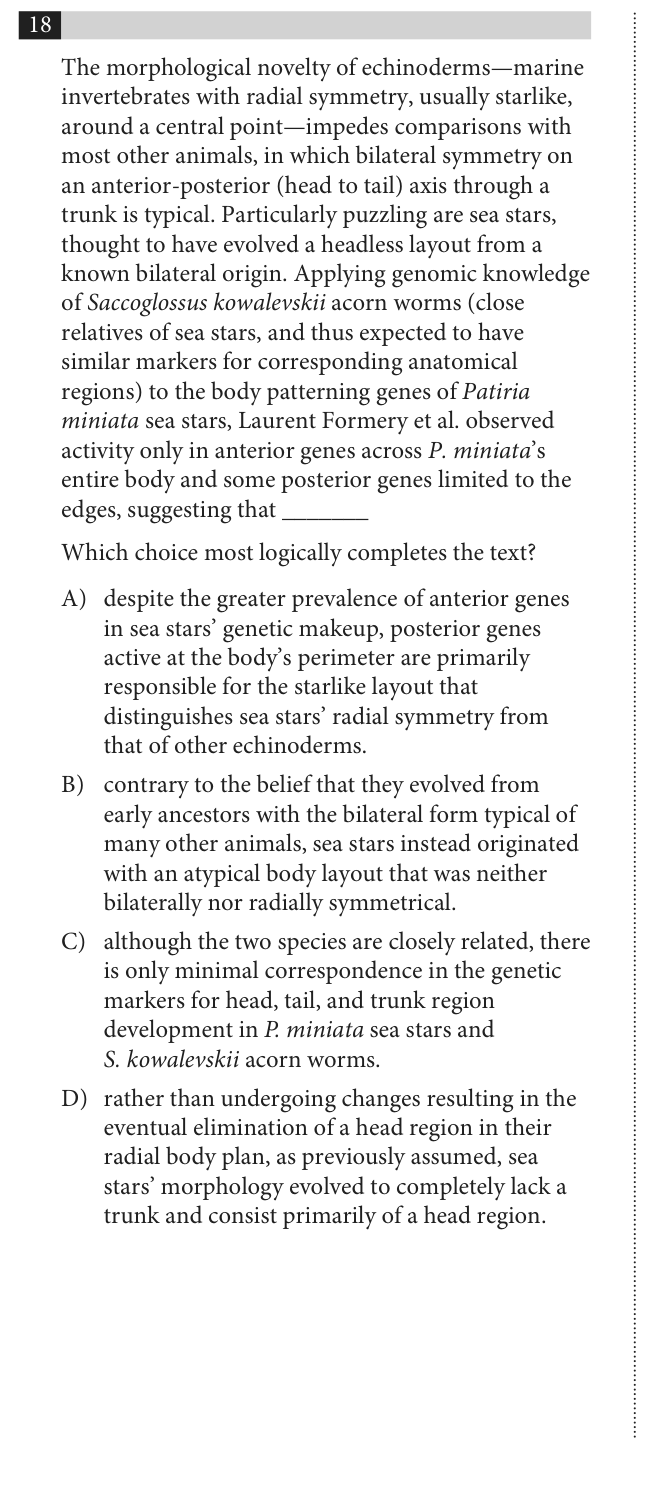 18
The morphological novelty of echinoderms—marine
invertebrates with radial symmetry, usually starlike,
around a central point—impedes comparisons with
most other animals, in which bilateral symmetry on
an anterior-posterior (head to tail) axis through a
trunk is typical. Particularly puzzling are sea stars,
thought to have evolved a headless layout from a
known bilateral origin. Applying genomic knowledge
of Saccoglossus kowalevskii acorn worms (close
relatives of sea stars, and thus expected to have
similar markers for corresponding anatomical
regions) to the body patterning genes of Patiria
miniata sea stars, Laurent Formery et al. observed
activity only in anterior genes across P. miniata’s
entire body and some posterior genes limited to the
edges, suggesting that _______
Which choice most logically completes the text?
A) despite the greater prevalence of anterior genes
in sea stars’ genetic makeup, posterior genes
active at the body’s perimeter are primarily
responsible for the starlike layout that
distinguishes sea stars’ radial symmetry from
that of other echinoderms.
B) contrary to the belief that they evolved from
early ancestors with the bilateral form typical of
many other animals, sea stars instead originated
with an atypical body layout that was neither
bilaterally nor radially symmetrical.
C) although the two species are closely related, there
is only minimal correspondence in the genetic
markers for head, tail, and trunk region
development in P. miniata sea stars and
S. kowalevskii acorn worms.
D) rather than undergoing changes resulting in the
eventual elimination of a head region in their
radial body plan, as previously assumed, sea
stars’ morphology evolved to completely lack a
trunk and consist primarily of a head region.